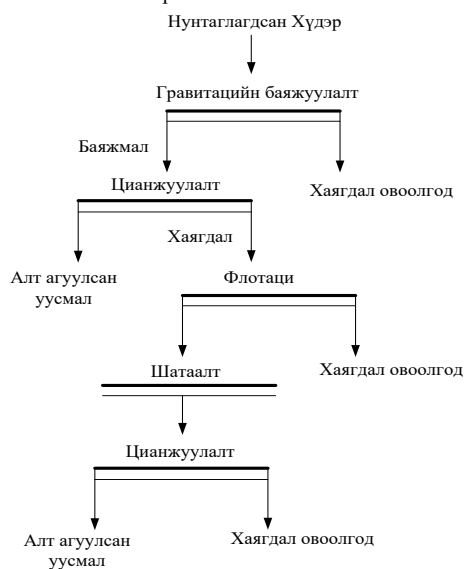 Нунтаглагдсан Хүдэр
Гравитацийн баяжуулалт
Баяжмал
Цианжуулалт
Хаягдал овоолгод
Хаягдал
Алт агуулсан
уусмал
Флотаци
Шатаалт
Хаягдал овоолгод
Цианжуулалт
Алт агуулсан
уусмал
Хаягдал овоолгод